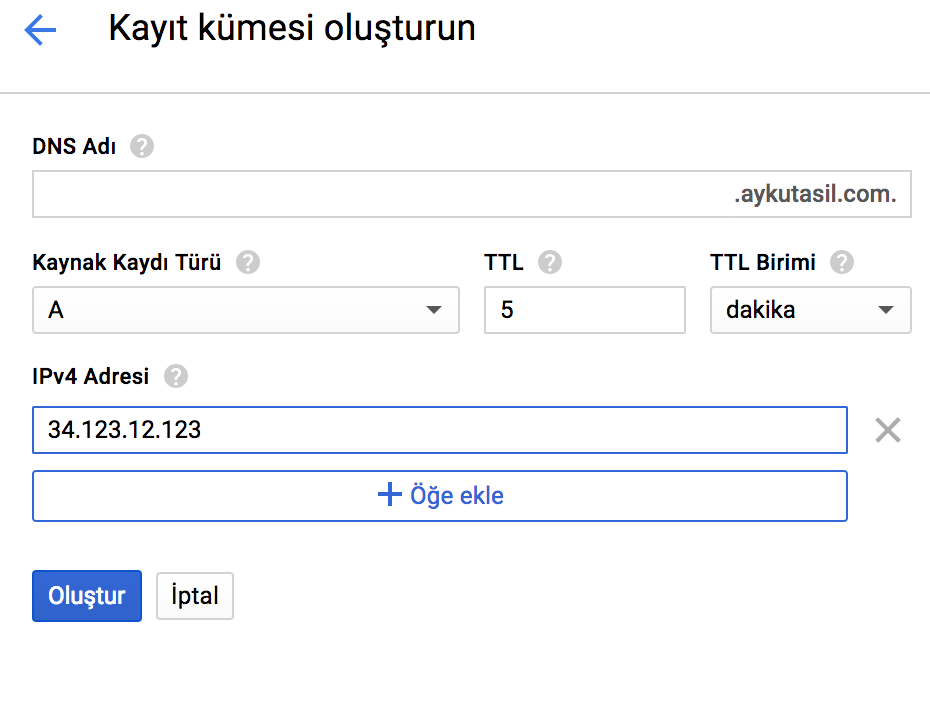 Kayıt kümesi oluşturun
DNS Adı ?
.aykutasil.com.
Kaynak Kaydı Türü ? TTL ? TTL Birimi ?
A 5 dakika
IPv4 Adresi ?
34.123.12.123
+ Öğe ekle
Oluştur İptal